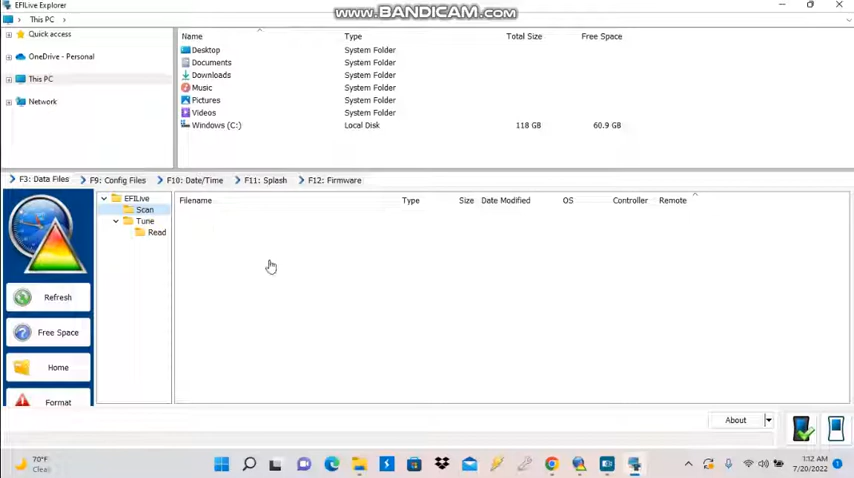 EFILive Explorer
www.BANDICAM.com
This PC
Quick access
OneDrive - Personal
This PC
Network
Name Type Total Size Free Space
Desktop System Folder
Documents System Folder
Downloads System Folder
Music System Folder
Pictures System Folder
Videos System Folder
Windows (C:) Local Disk 118 GB 60.9 GB
F3: Data Files F9: Config Files F10: Date/Time F11: Splash F12: Firmware
EFILive
Scan
Tune
Read
Filename Type Size Date Modified OS Controller Remote
Refresh
Free Space
Home
Format
About
70°F
Clear
1:12 AM
7/20/2022